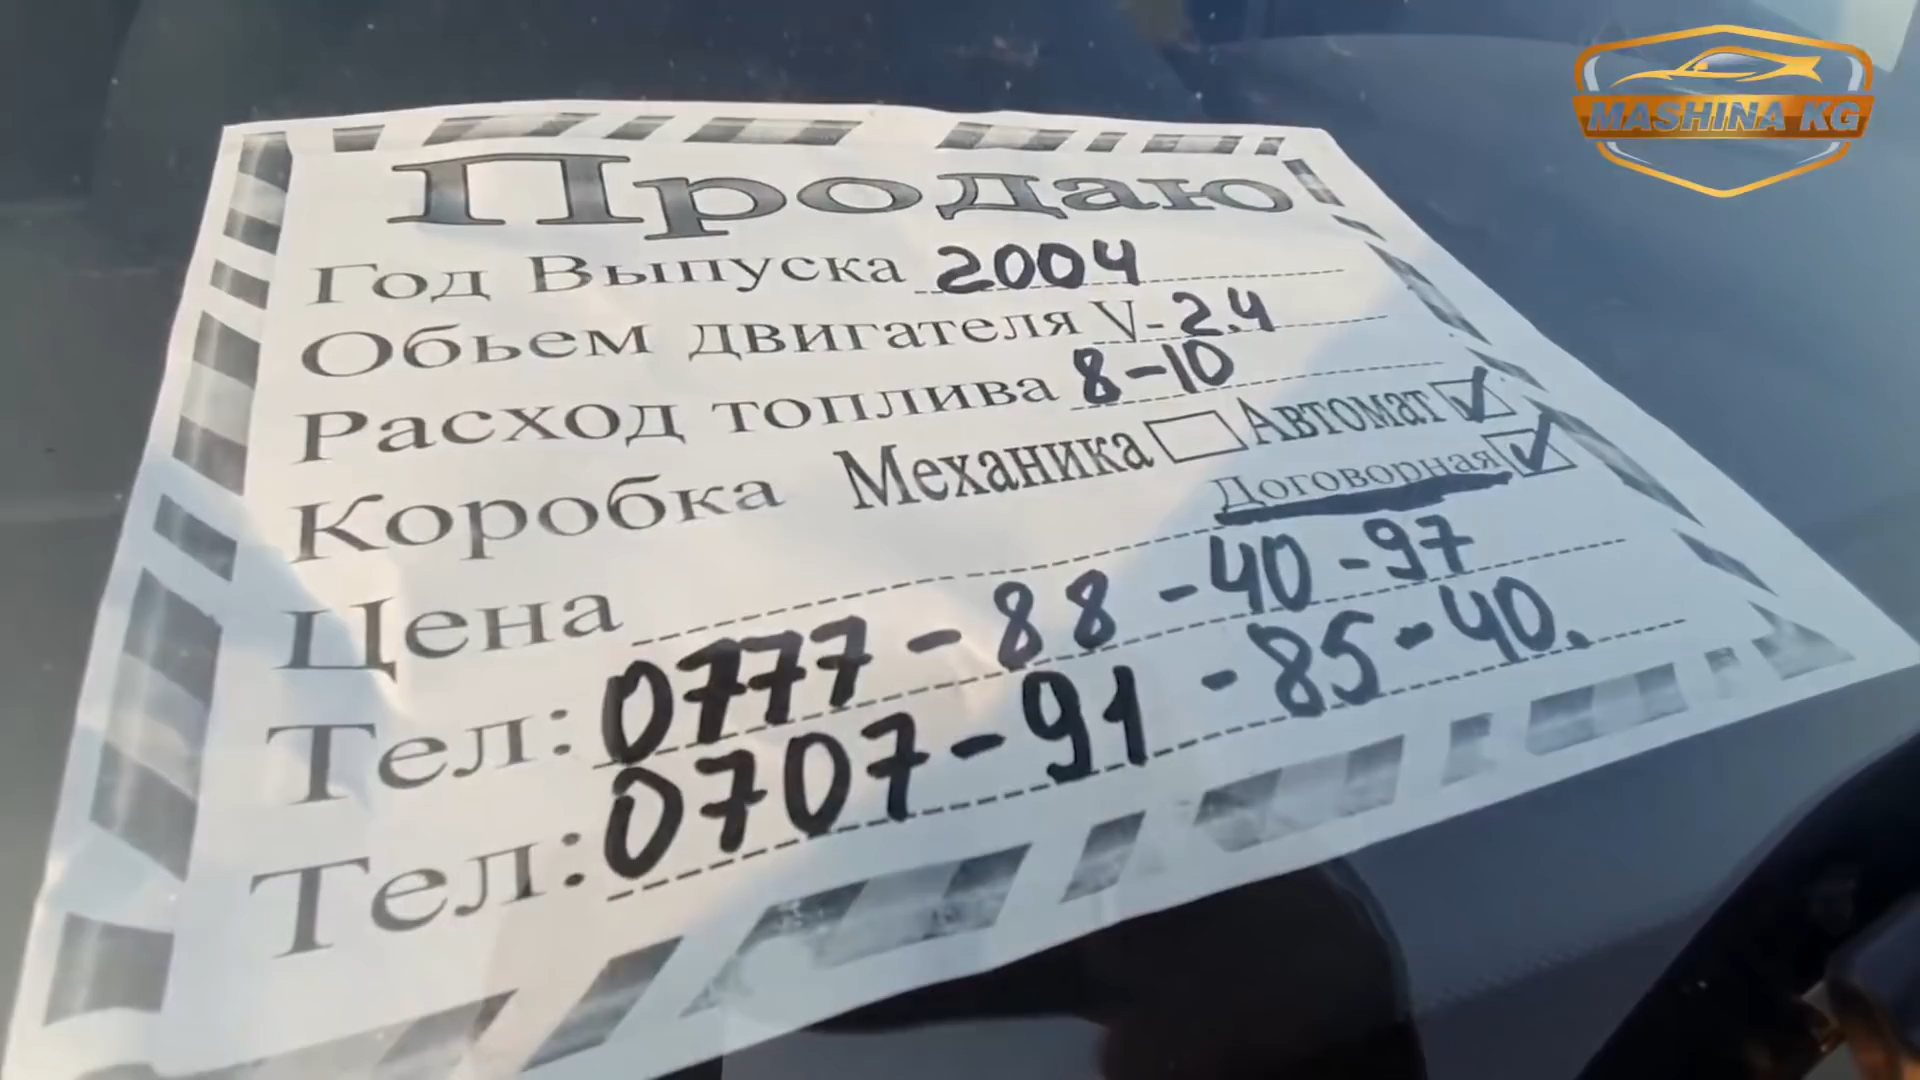 MASHINA KG
Продаю
Год Выпуска 2004
Обьем двигателя V-2.4
Расход топлива 8-10
Коробка Механика Автомат ✓
Договорная ✓
Цена
Тел: 0777-88-40-97
Тел: 0707-91-85-40.